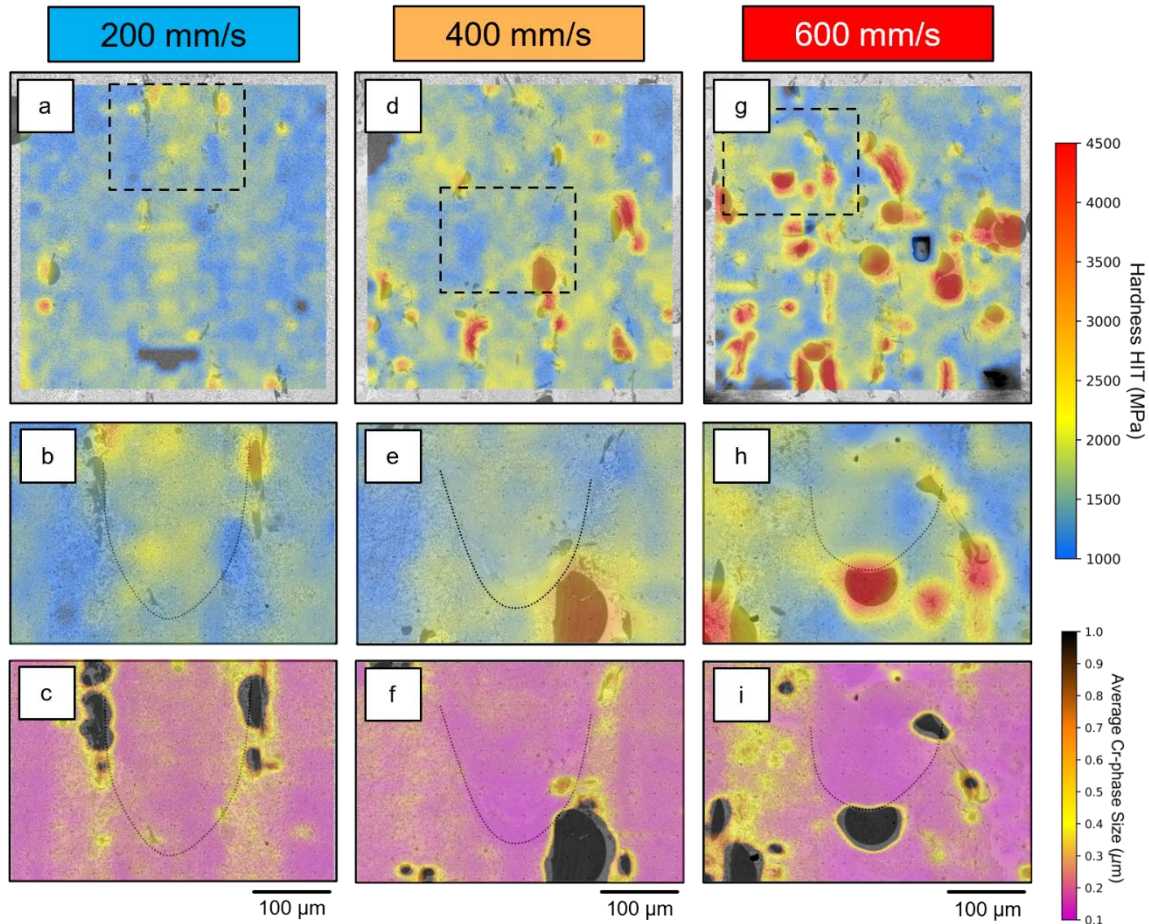 200 mm/s
400 mm/s
600 mm/s
a
d
g
b
e
h
c
f
i
4500
4000
3500
3000
2500
2000
1500
1000
Hardness HIT (MPa)
1.0
0.9
0.8
0.7
0.6
0.5
0.4
0.3
0.2
0.1
Average Cr-phase Size (μm)
100 μm
100 μm
100 μm